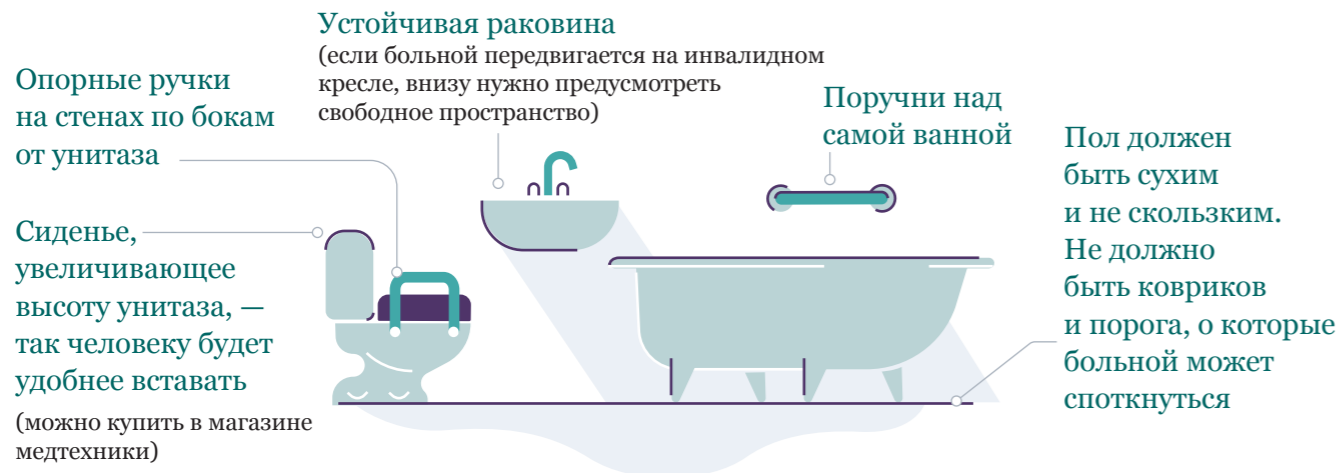 Устойчивая раковина
(если больной передвигается на инвалидном
кресле, внизу нужно предусмотреть
свободное пространство)
Опорные ручки
на стенах по бокам
от унитаза
Поручни над
самой ванной
Пол должен
быть сухим
и не скользким.
Не должно
быть ковриков
и порога, о которые
больной может
споткнуться
Сиденье,
увеличивающее
высоту унитаза, —
так человеку будет
удобнее вставать
(можно купить в магазине
медтехники)